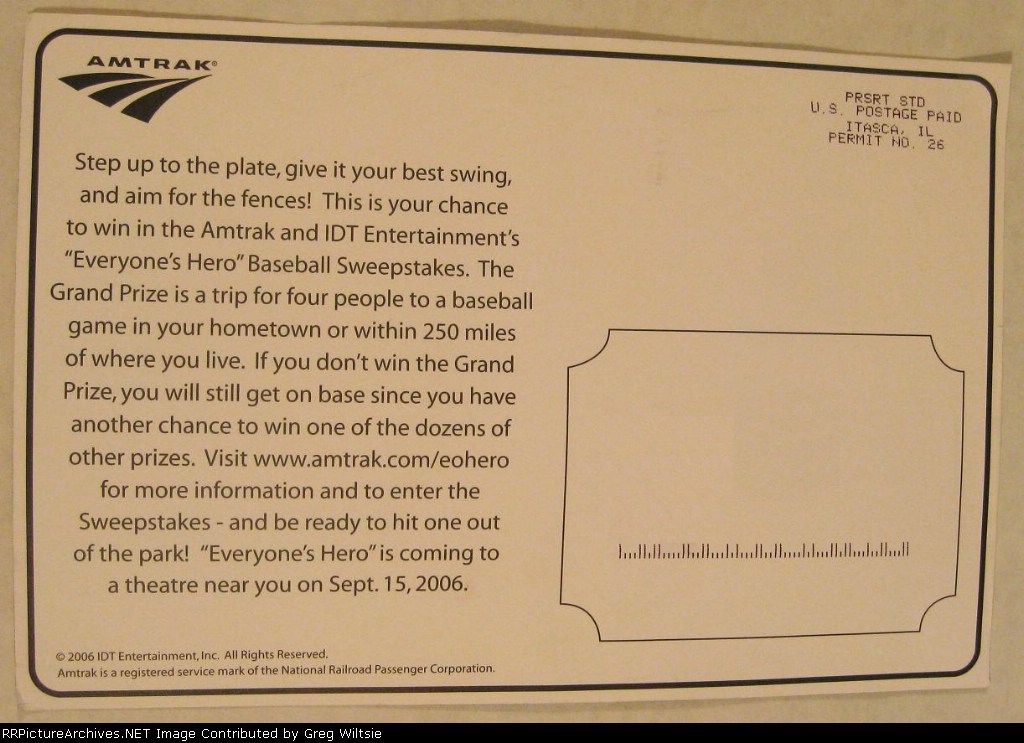 AMTRAK®
PRSRT STD
U.S. POSTAGE PAID
ITASCA, IL
PERMIT NO. 26
Step up to the plate, give it your best swing,
and aim for the fences! This is your chance
to win in the Amtrak and IDT Entertainment's
"Everyone's Hero" Baseball Sweepstakes. The
Grand Prize is a trip for four people to a baseball
game in your hometown or within 250 miles
of where you live. If you don't win the Grand
Prize, you will still get on base since you have
another chance to win one of the dozens of
other prizes. Visit www.amtrak.com/eohero
for more information and to enter the
Sweepstakes - and be ready to hit one out
of the park! "Everyone's Hero" is coming to
a theatre near you on Sept. 15, 2006.
© 2006 IDT Entertainment, Inc. All Rights Reserved.
Amtrak is a registered service mark of the National Railroad Passenger Corporation.
RRPictureArchives.NET Image Contributed by Greg Wiltsie